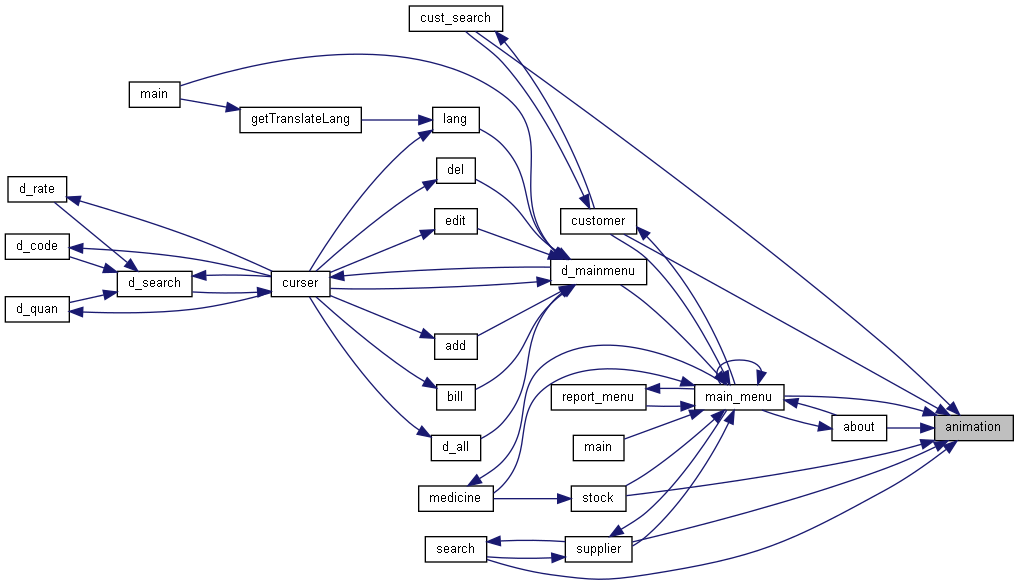 cust_search
main
getTranslateLang
lang
del
d_rate
edit
customer
d_code
d_mainmenu
d_search
curser
d_quan
add
bill
report_menu
main_menu
about
animation
d_all
main
medicine
stock
search
supplier